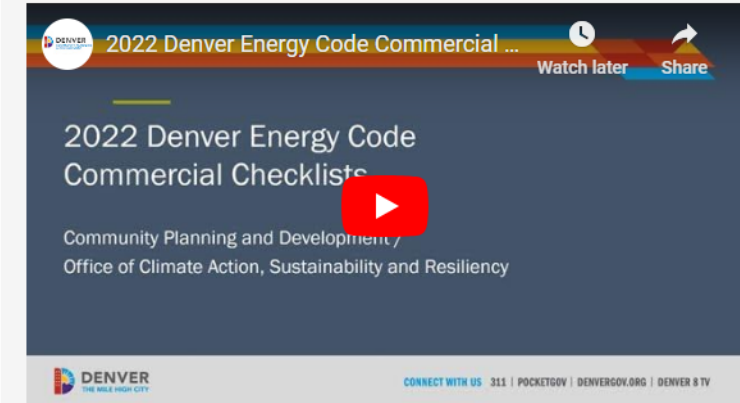 DENVER
2022 Denver Energy Code Commercial ...
Watch later
Share
2022 Denver Energy Code
Commercial Checklists
Community Planning and Development /
Office of Climate Action, Sustainability and Resiliency
DENVER
THE MILE HIGH CITY
CONNECT WITH US 311 | POCKETGOV | DENVERGOV.ORG | DENVER 8 TV